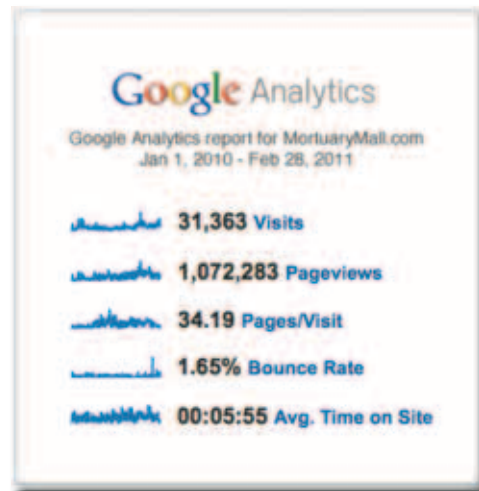 Google Analytics
Google Analytics report for MortuaryMall.com
Jan 1, 2010 - Feb 28, 2011
31,363 Visits
1,072,283 Pageviews
34.19 Pages/Visit
1.65% Bounce Rate
00:05:55 Avg. Time on Site